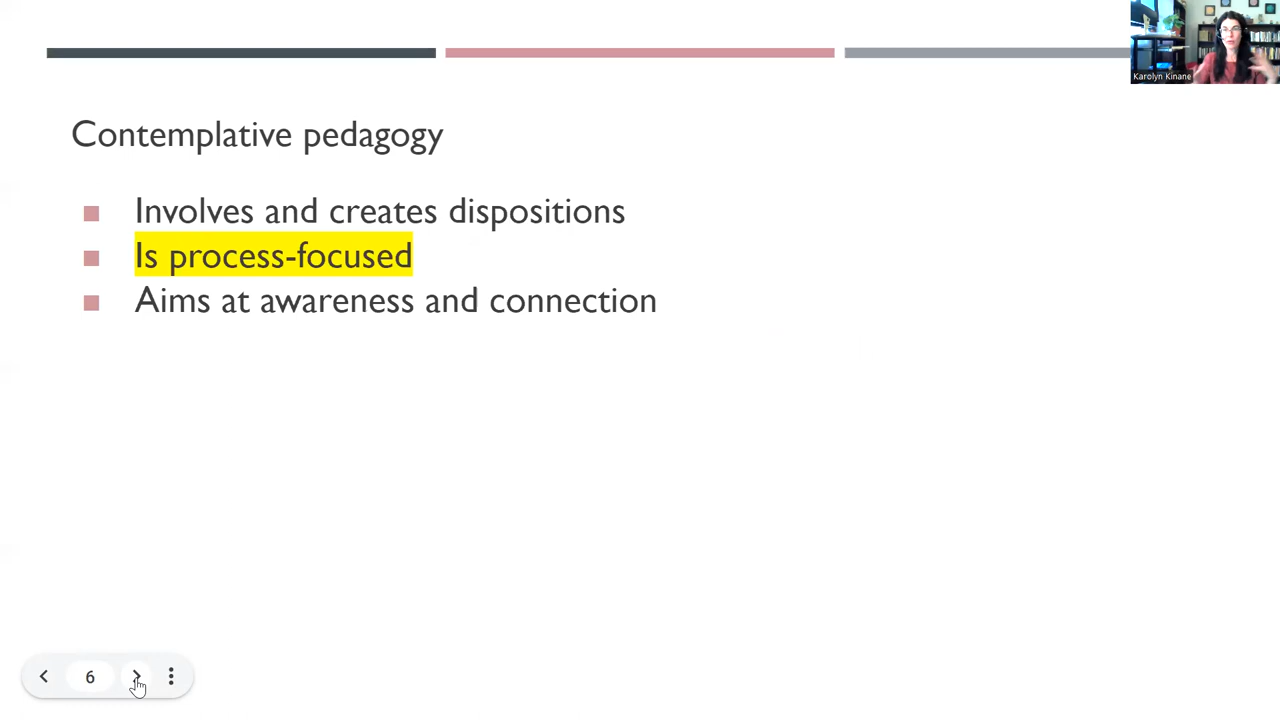 Karolyn Kinane
Contemplative pedagogy
Involves and creates dispositions
Is process-focused
Aims at awareness and connection
6